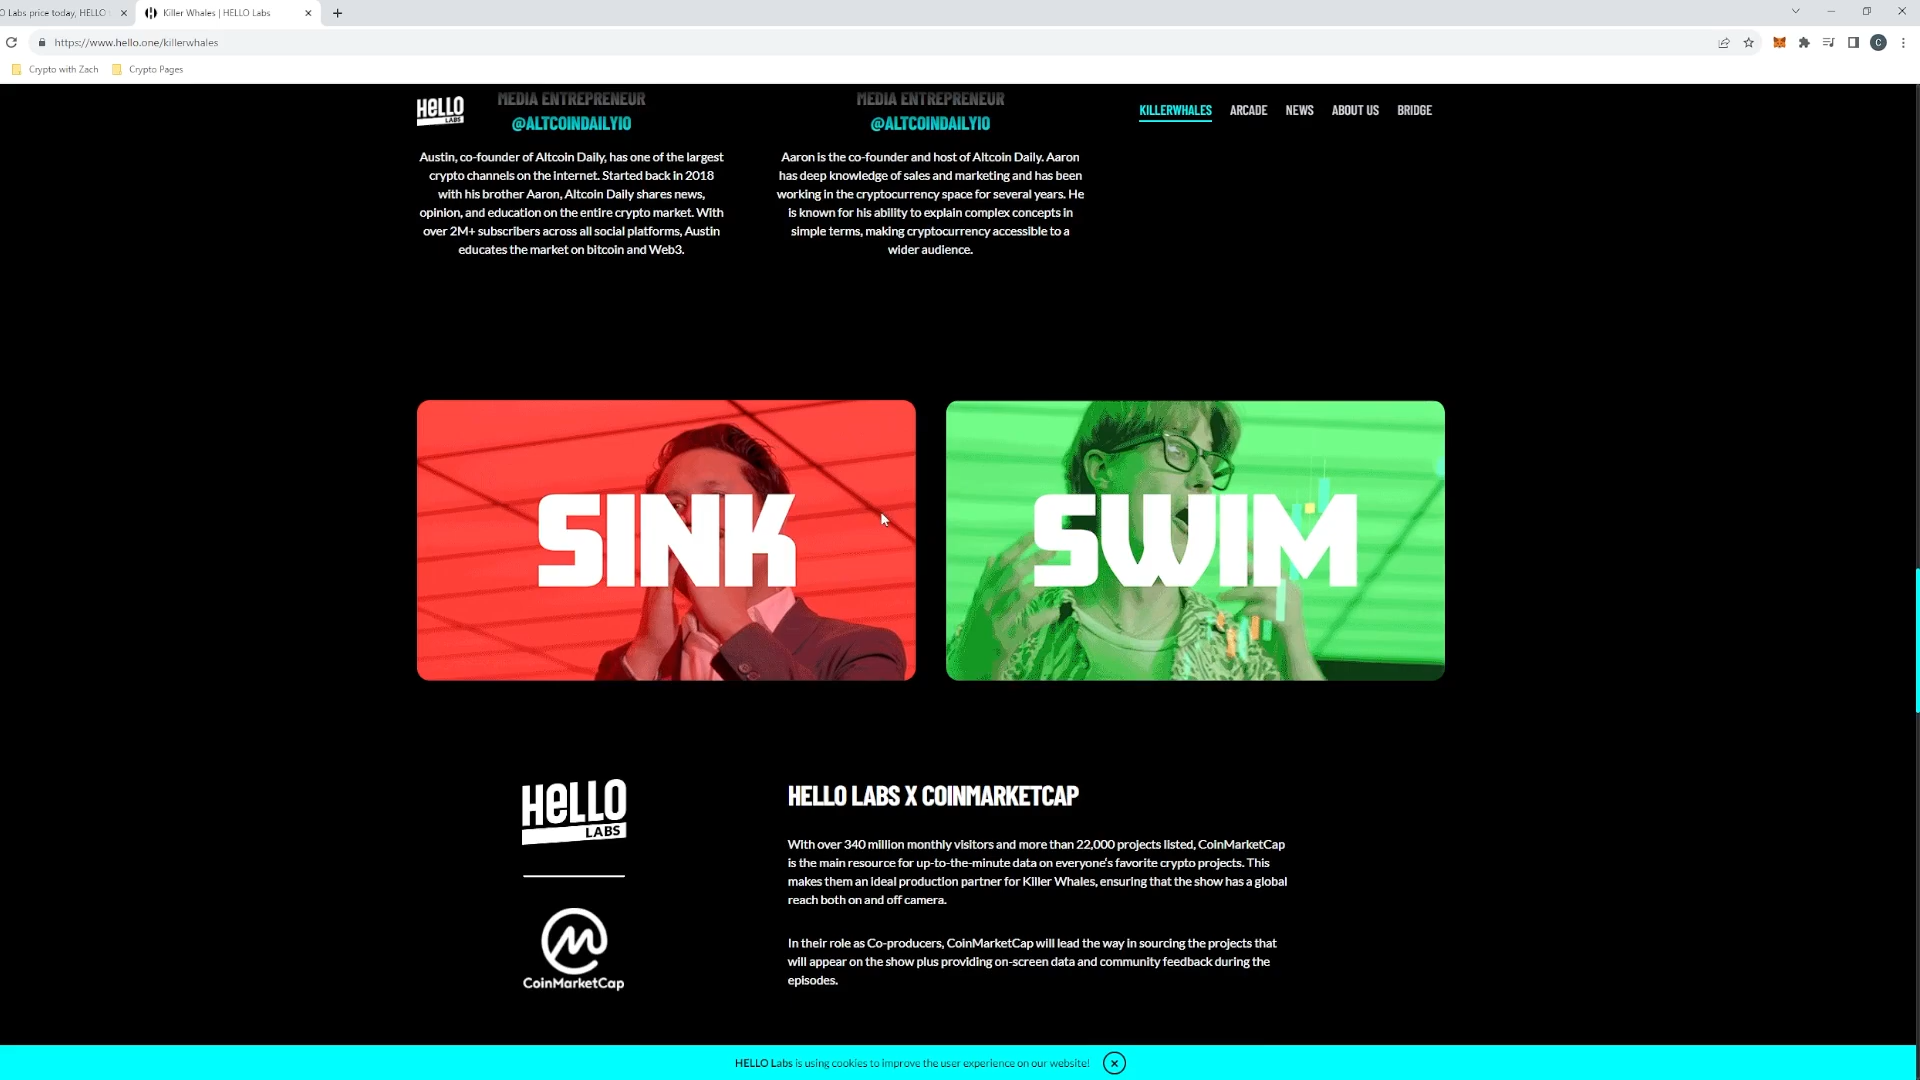 O Labs price today, HELLO
Killer Whales | HELLO Labs
https://www.hello.one/killerwhales
C
Crypto with Zach
Crypto Pages
HELLO
LABS
MEDIA ENTREPRENEUR
@ALTCOINDAILYIO
MEDIA ENTREPRENEUR
@ALTCOINDAILYIO
KILLERWHALES
ARCADE
NEWS
ABOUT US
BRIDGE
Austin, co-founder of Altcoin Daily, has one of the largest
crypto channels on the internet. Started back in 2018
with his brother Aaron, Altcoin Daily shares news,
opinion, and education on the entire crypto market. With
over 2M+ subscribers across all social platforms, Austin
educates the market on bitcoin and Web3.
Aaron is the co-founder and host of Altcoin Daily. Aaron
has deep knowledge of sales and marketing and has been
working in the cryptocurrency space for several years. He
is known for his ability to explain complex concepts in
simple terms, making cryptocurrency accessible to a
wider audience.
SINK
SWIM
HELLO
LABS
CoinMarketCap
HELLO LABS X COINMARKETCAP
With over 340 million monthly visitors and more than 22,000 projects listed, CoinMarketCap
is the main resource for up-to-the-minute data on everyone's favorite crypto projects. This
makes them an ideal production partner for Killer Whales, ensuring that the show has a global
reach both on and off camera.
In their role as Co-producers, CoinMarketCap will lead the way in sourcing the projects that
will appear on the show plus providing on-screen data and community feedback during the
episodes.
HELLO Labs is using cookies to improve the user experience on our website!